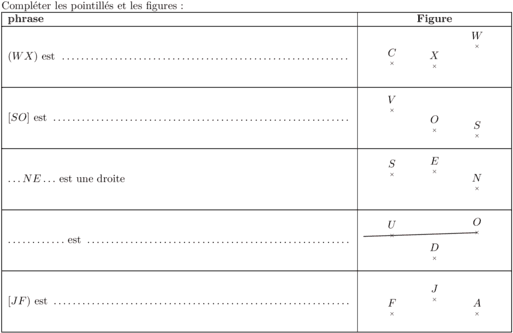 Compléter les pointillés et les figures :
phrase Figure
W
C X
(WX) est ............................................................
V
O S
[SO] est ..............................................................
S E
N
...NE... est une droite
U O
D
............ est .......................................................
J
F A
[JF) est ..............................................................